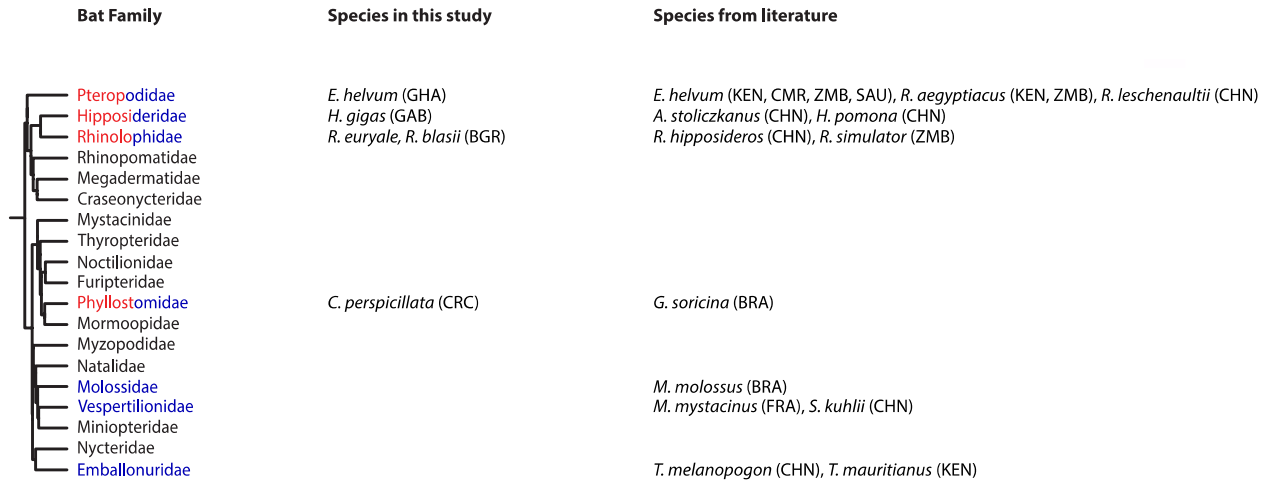 Bat Family Species in this study Species from literature
Pteropodidae E. helvum (GHA) E. helvum (KEN, CMR, ZMB, SAU), R. aegyptiacus (KEN, ZMB), R. leschenaultii (CHN)
Hipposideridae H. gigas (GAB) A. stoliczkanus (CHN), H. pomona (CHN)
Rhinolophidae R. euryale, R. blasii (BGR) R. hipposideros (CHN), R. simulator (ZMB)
Rhinopomatidae
Megadermatidae
Craseonycteridae
Mystacinidae
Thyropteridae
Noctilionidae
Furipteridae
Phyllostomidae C. perspicillata (CRC) G. soricina (BRA)
Mormoopidae
Myzopodidae
Natalidae
Molossidae M. molossus (BRA)
Vespertilionidae M. mystacinus (FRA), S. kuhlii (CHN)
Miniopteridae
Nycteridae
Emballonuridae T. melanopogon (CHN), T. mauritianus (KEN)